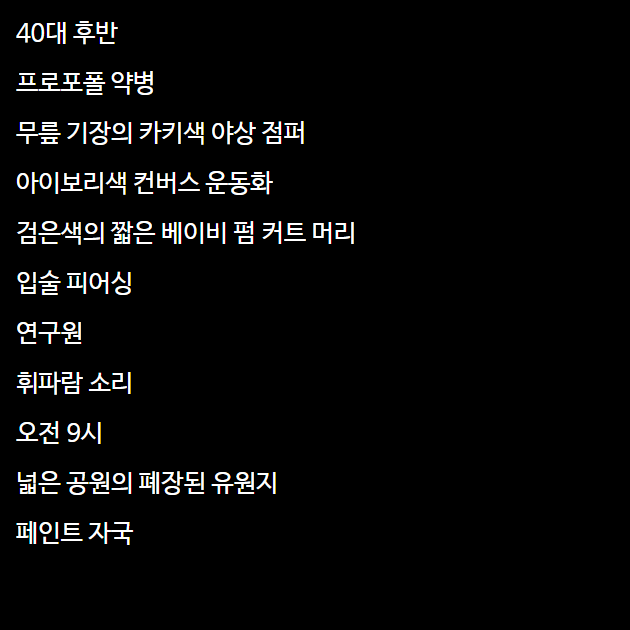 40대 후반
프로포폴 약병
무릎 기장의 카키색 야상 점퍼
아이보리색 컨버스 운동화
검은색의 짧은 베이비 펌 커트 머리
입술 피어싱
연구원
휘파람 소리
오전 9시
넓은 공원의 폐장된 유원지
페인트 자국